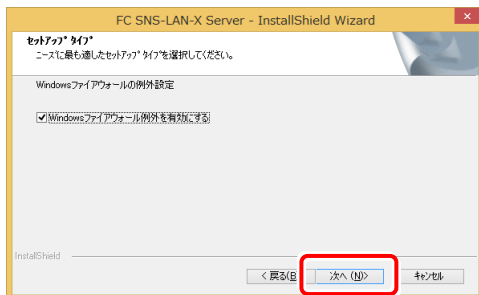 FC SNS-LAN-X Server - InstallShield Wizard
セットアップ タイプ
ニーズに最も適したセットアップ タイプを選択してください。
Windowsファイアウォールの例外設定
Windowsファイアウォール例外を有効にする
InstallShield
< 戻る(B
次へ (N)>
キャンセル